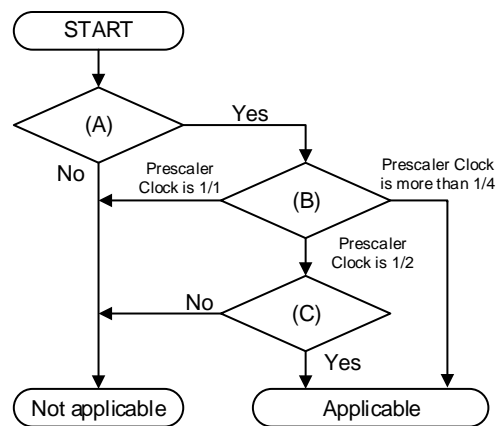 START
(A)
Yes
No
Prescaler
Clock is 1/1
(B)
Prescaler Clock
is more than 1/4
Prescaler
Clock is 1/2
No
(C)
Yes
Not applicable
Applicable